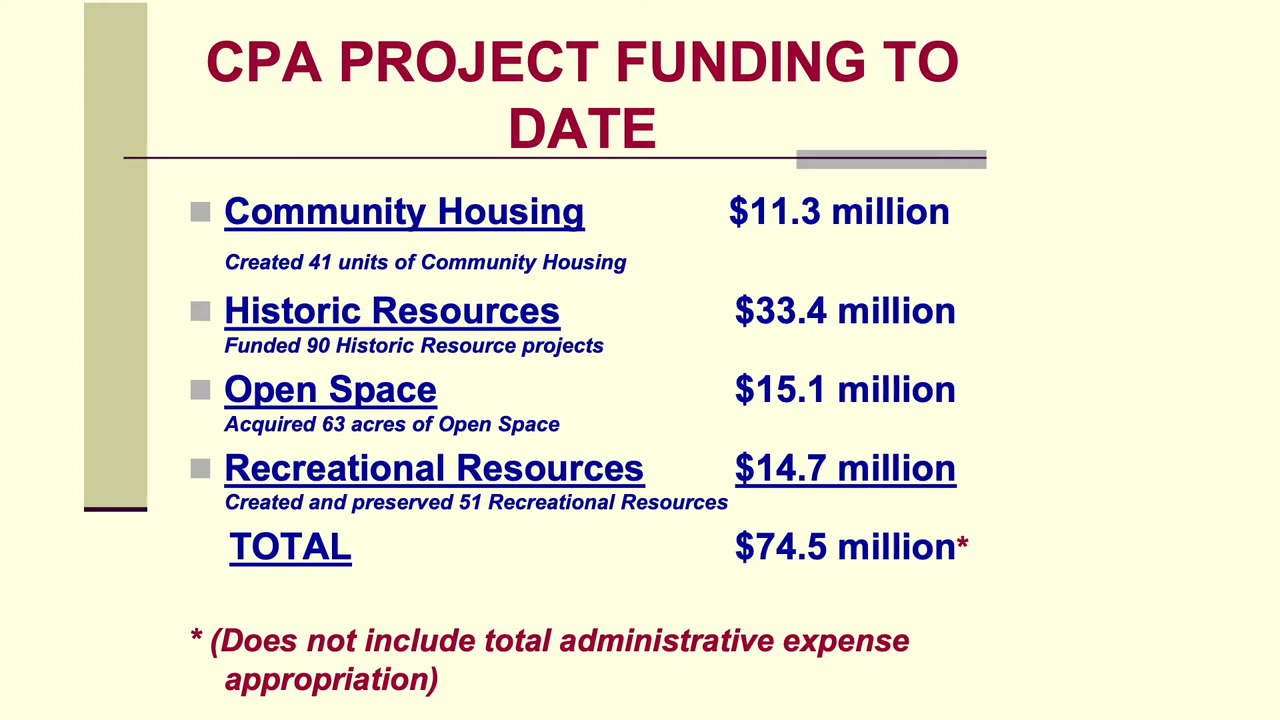 CPA PROJECT FUNDING TO
DATE
Community Housing $11.3 million
Created 41 units of Community Housing
Historic Resources $33.4 million
Funded 90 Historic Resource projects
Open Space $15.1 million
Acquired 63 acres of Open Space
Recreational Resources $14.7 million
Created and preserved 51 Recreational Resources
TOTAL $74.5 million*
* (Does not include total administrative expense
appropriation)